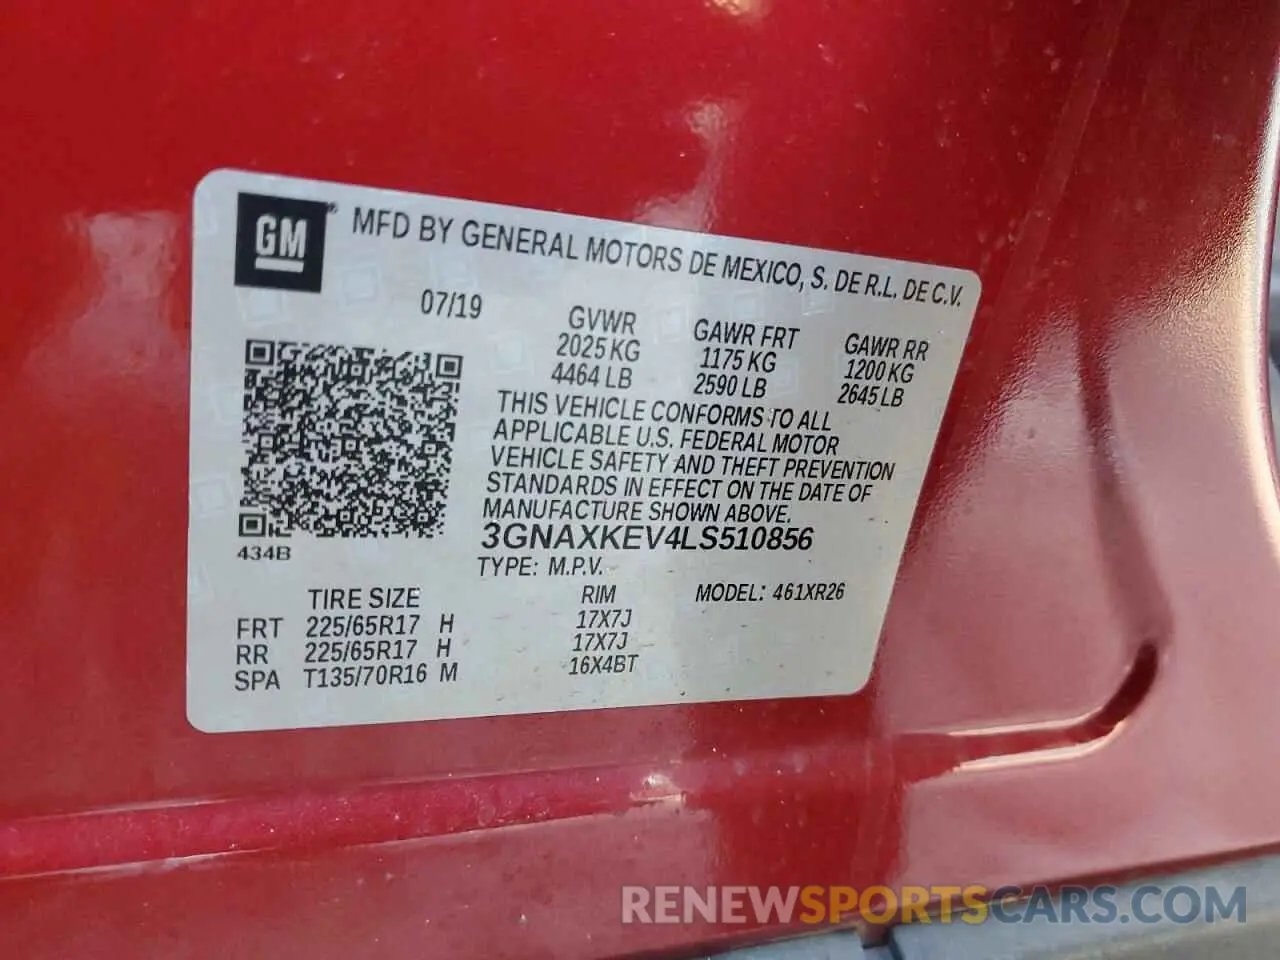 GM® MFD BY GENERAL MOTORS DE MEXICO, S. DE R.L. DE C.V.
07/19 GVWR GAWR FRT GAWR RR
2025 KG 1175 KG 1200 KG
4464 LB 2590 LB 2645 LB
THIS VEHICLE CONFORMS TO ALL
APPLICABLE U.S. FEDERAL MOTOR
VEHICLE SAFETY AND THEFT PREVENTION
STANDARDS IN EFFECT ON THE DATE OF
MANUFACTURE SHOWN ABOVE.
3GNAXKEV4LS510856
434B
TYPE: M.P.V.
TIRE SIZE RIM MODEL: 461XR26
FRT 225/65R17 H 17X7J
RR 225/65R17 H 17X7J
SPA T135/70R16 M 16X4BT
RENEWSPORTSCARS.COM